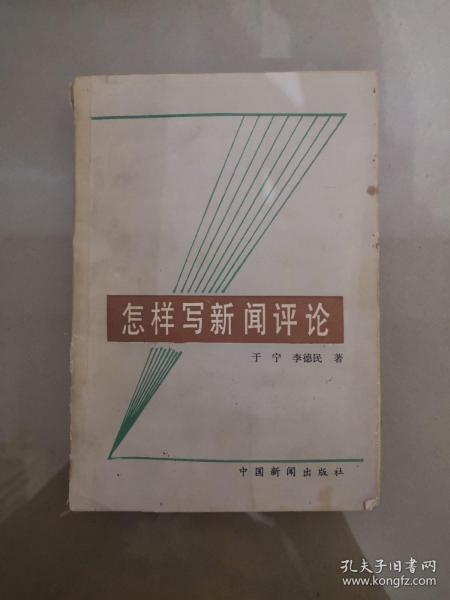 怎样写新闻评论
于宁 李德民 著
中国新闻出版社
孔夫子旧书网
www.kongfz.com